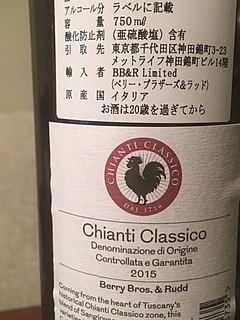 アルコール分 ラベルに記載
容量 750ml
酸化防止剤 (亜硫酸塩)含有
引取先 東京都千代田区神田錦町3-23
メットライフ神田錦町ビル14階
輸入者 BB&R Limited
(ベリー・ブラザーズ&ラッド)
原産国 イタリア
お酒は20歳を過ぎてから
CHIANTI CLASSICO
DAL 1716
Chianti Classico
Denominazione di Origine
Controllata e Garantita
2015
Berry Bros. & Rudd
Coming from the heart of Tuscany's
historical Chianti Classico zone, this
blend of